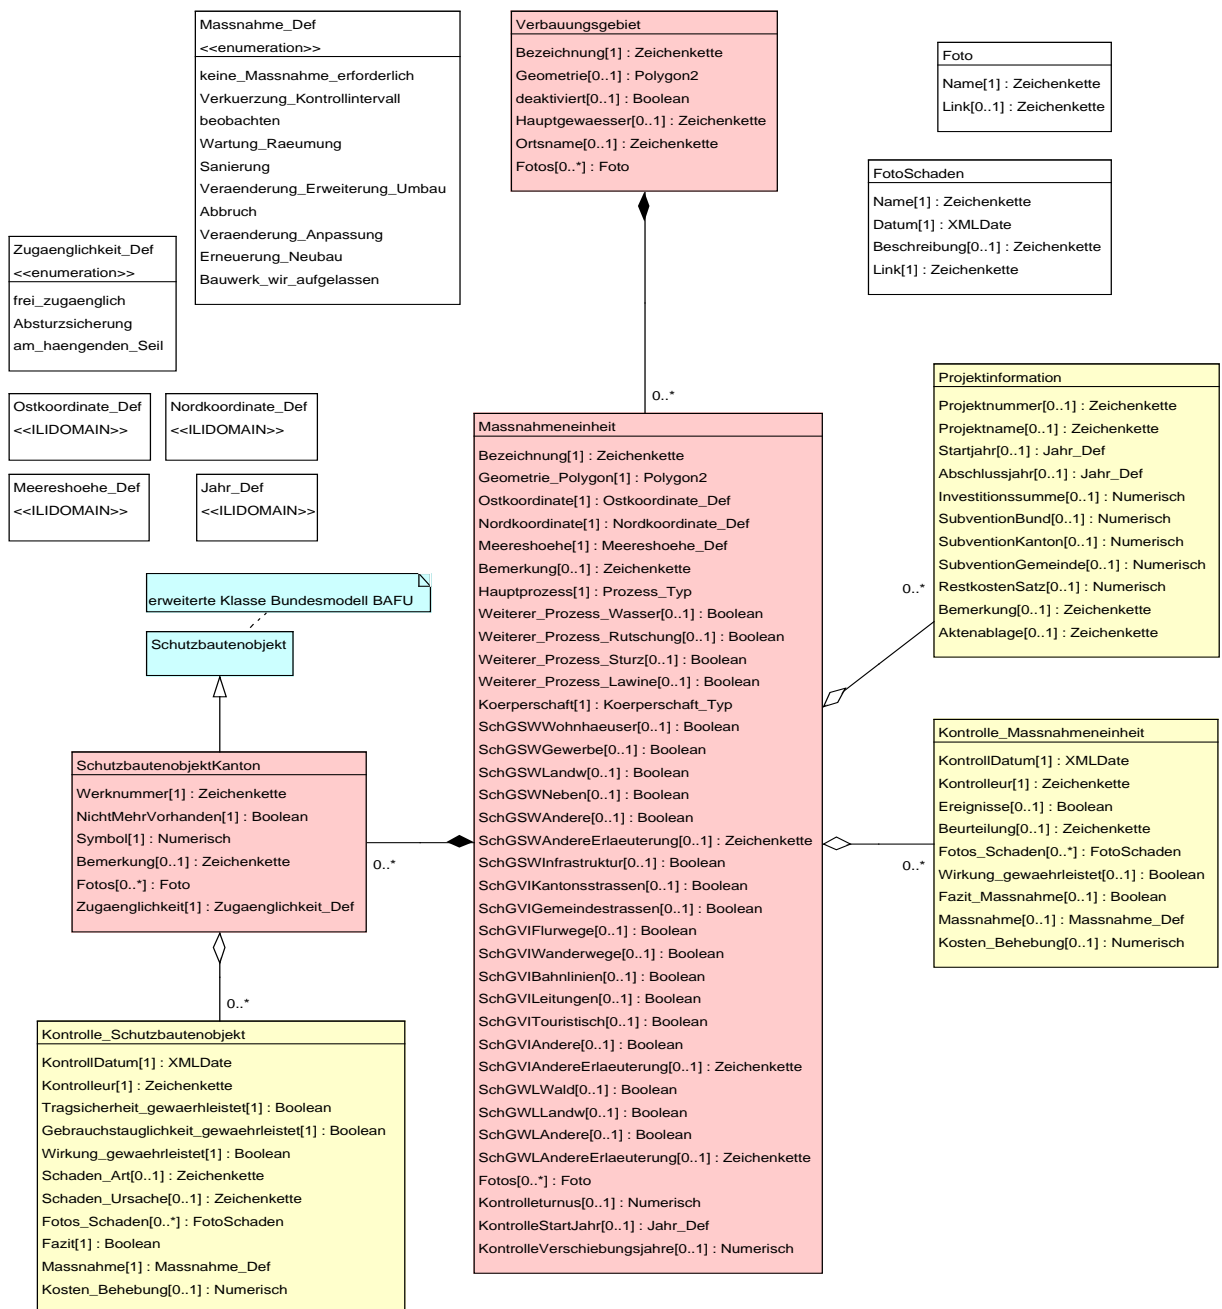 Massnahme_Def
<<enumeration>>
keine_Massnahme_erforderlich
Verkuerzung_Kontrollintervall
beobachten
Wartung_Raeumung
Sanierung
Veraenderung_Erweiterung_Umbau
Abbruch
Veraenderung_Anpassung
Erneuerung_Neubau
Bauwerk_wir_aufgelassen
Verbauungsgebiet
Bezeichnung[1] : Zeichenkette
Geometrie[0..1] : Polygon2
deaktiviert[0..1] : Boolean
Hauptgewaesser[0..1] : Zeichenkette
Ortsname[0..1] : Zeichenkette
Fotos[0..*] : Foto
Foto
Name[1] : Zeichenkette
Link[0..1] : Zeichenkette
FotoSchaden
Name[1] : Zeichenkette
Datum[1] : XMLDate
Beschreibung[0..1] : Zeichenkette
Link[1] : Zeichenkette
Zugaenglichkeit_Def
<<enumeration>>
frei_zugaenglich
Absturzsicherung
am_haengenden_Seil
Ostkoordinate_Def
<<ILIDOMAIN>>
Nordkoordinate_Def
<<ILIDOMAIN>>
Meereshoehe_Def
<<ILIDOMAIN>>
Jahr_Def
<<ILIDOMAIN>>
0..*
Massnahmeneinheit
Bezeichnung[1] : Zeichenkette
Geometrie_Polygon[1] : Polygon2
Ostkoordinate[1] : Ostkoordinate_Def
Nordkoordinate[1] : Nordkoordinate_Def
Meereshoehe[1] : Meereshoehe_Def
Bemerkung[0..1] : Zeichenkette
Hauptprozess[1] : Prozess_Typ
Weiterer_Prozess_Wasser[0..1] : Boolean
Weiterer_Prozess_Rutschung[0..1] : Boolean
Weiterer_Prozess_Sturz[0..1] : Boolean
Weiterer_Prozess_Lawine[0..1] : Boolean
Koerperschaft[1] : Koerperschaft_Typ
SchGSWWohnhaeuser[0..1] : Boolean
SchGSWGewerbe[0..1] : Boolean
SchGSWLandw[0..1] : Boolean
SchGSWNeben[0..1] : Boolean
SchGSWAndere[0..1] : Boolean
SchGSWAndereErlaeuterung[0..1] : Zeichenkette
SchGSWInfrastruktur[0..1] : Boolean
SchGVIKantonsstrassen[0..1] : Boolean
SchGVIGemeindestrassen[0..1] : Boolean
SchGVIFlurwege[0..1] : Boolean
SchGVIWanderwege[0..1] : Boolean
SchGVIBahnlinien[0..1] : Boolean
SchGVILeitungen[0..1] : Boolean
SchGVITouristisch[0..1] : Boolean
SchGVIAndere[0..1] : Boolean
SchGVIAndereErlaeuterung[0..1] : Zeichenkette
SchGWLWald[0..1] : Boolean
SchGWLLandw[0..1] : Boolean
SchGWLAndere[0..1] : Boolean
SchGWLAndereErlaeuterung[0..1] : Zeichenkette
Fotos[0..*] : Foto
Kontrolleturnus[0..1] : Numerisch
KontrolleStartJahr[0..1] : Jahr_Def
KontrolleVerschiebungsjahre[0..1] : Numerisch
Projektinformation
Projektnummer[0..1] : Zeichenkette
Projektname[0..1] : Zeichenkette
Startjahr[0..1] : Jahr_Def
Abschlussjahr[0..1] : Jahr_Def
Investitionssumme[0..1] : Numerisch
SubventionBund[0..1] : Numerisch
SubventionKanton[0..1] : Numerisch
SubventionGemeinde[0..1] : Numerisch
RestkostenSatz[0..1] : Numerisch
Bemerkung[0..1] : Zeichenkette
Aktenablage[0..1] : Zeichenkette
0..*
erweiterte Klasse Bundesmodell BAFU
Schutzbautenobjekt
SchutzbautenobjektKanton
Werknummer[1] : Zeichenkette
NichtMehrVorhanden[1] : Boolean
Symbol[1] : Numerisch
Bemerkung[0..1] : Zeichenkette
Fotos[0..*] : Foto
Zugaenglichkeit[1] : Zugaenglichkeit_Def
0..*
Kontrolle_Massnahmeneinheit
KontrollDatum[1] : XMLDate
Kontrolleur[1] : Zeichenkette
Ereignisse[0..1] : Boolean
Beurteilung[0..1] : Zeichenkette
Fotos_Schaden[0..*] : FotoSchaden
Wirkung_gewaehrleistet[0..1] : Boolean
Fazit_Massnahme[0..1] : Boolean
Massnahme[0..1] : Massnahme_Def
Kosten_Behebung[0..1] : Numerisch
0..*
0..*
Kontrolle_Schutzbautenobjekt
KontrollDatum[1] : XMLDate
Kontrolleur[1] : Zeichenkette
Tragsicherheit_gewaerhleistet[1] : Boolean
Gebrauchstauglichkeit_gewaehrleistet[1] : Boolean
Wirkung_gewaehrleistet[1] : Boolean
Schaden_Art[0..1] : Zeichenkette
Schaden_Ursache[0..1] : Zeichenkette
Fotos_Schaden[0..*] : FotoSchaden
Fazit[1] : Boolean
Massnahme[1] : Massnahme_Def
Kosten_Behebung[0..1] : Numerisch